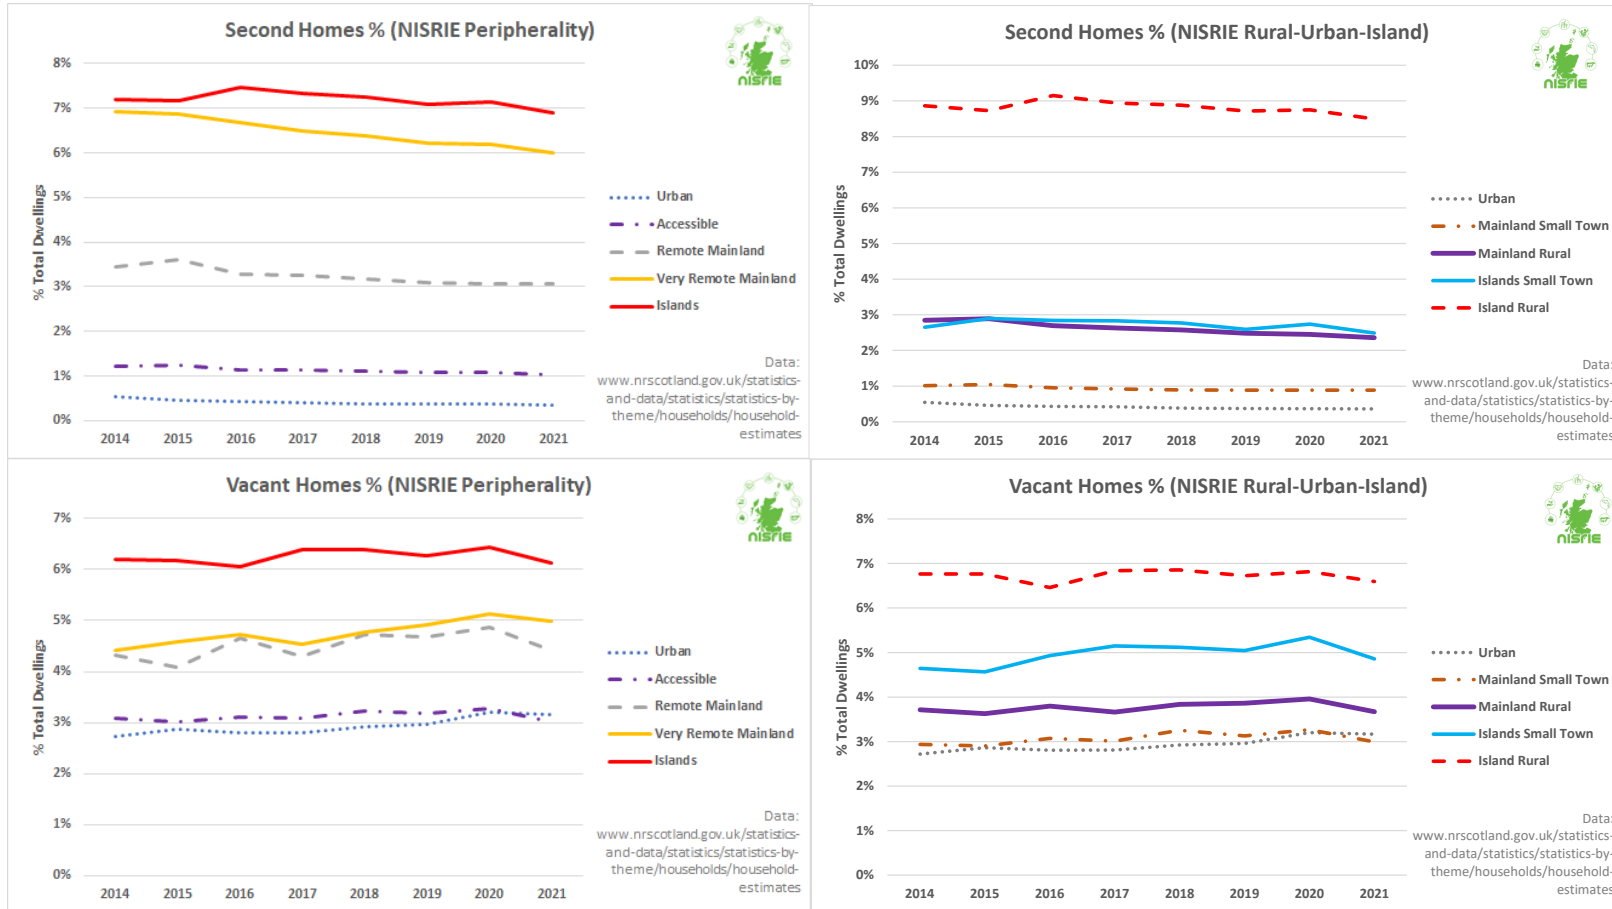 Second Homes % (NISRIE Peripherality)
nisrie
8%
7%
6%
5%
4%
3%
2%
1%
0%
% Total Dwellings
2014 2015 2016 2017 2018 2019 2020 2021
Urban
Accessible
Remote Mainland
Very Remote Mainland
Islands
Data:
www.nrscotland.gov.uk/statistics-
and-data/statistics/statistics-by-
theme/households/household-
estimates
Second Homes % (NISRIE Rural-Urban-Island)
nisrie
10%
9%
8%
7%
6%
5%
4%
3%
2%
1%
0%
% Total Dwellings
2014 2015 2016 2017 2018 2019 2020 2021
Urban
Mainland Small Town
Mainland Rural
Islands Small Town
Island Rural
Data:
www.nrscotland.gov.uk/statistics-
and-data/statistics/statistics-by-
theme/households/household-
estimates
Vacant Homes % (NISRIE Peripherality)
nisrie
7%
6%
5%
4%
3%
2%
1%
0%
% Total Dwellings
2014 2015 2016 2017 2018 2019 2020 2021
Urban
Accessible
Remote Mainland
Very Remote Mainland
Islands
Data:
www.nrscotland.gov.uk/statistics-
and-data/statistics/statistics-by-
theme/households/household-
estimates
Vacant Homes % (NISRIE Rural-Urban-Island)
nisrie
8%
7%
6%
5%
4%
3%
2%
1%
0%
% Total Dwellings
2014 2015 2016 2017 2018 2019 2020 2021
Urban
Mainland Small Town
Mainland Rural
Islands Small Town
Island Rural
Data:
www.nrscotland.gov.uk/statistics-
and-data/statistics/statistics-by-
theme/households/household-
estimates